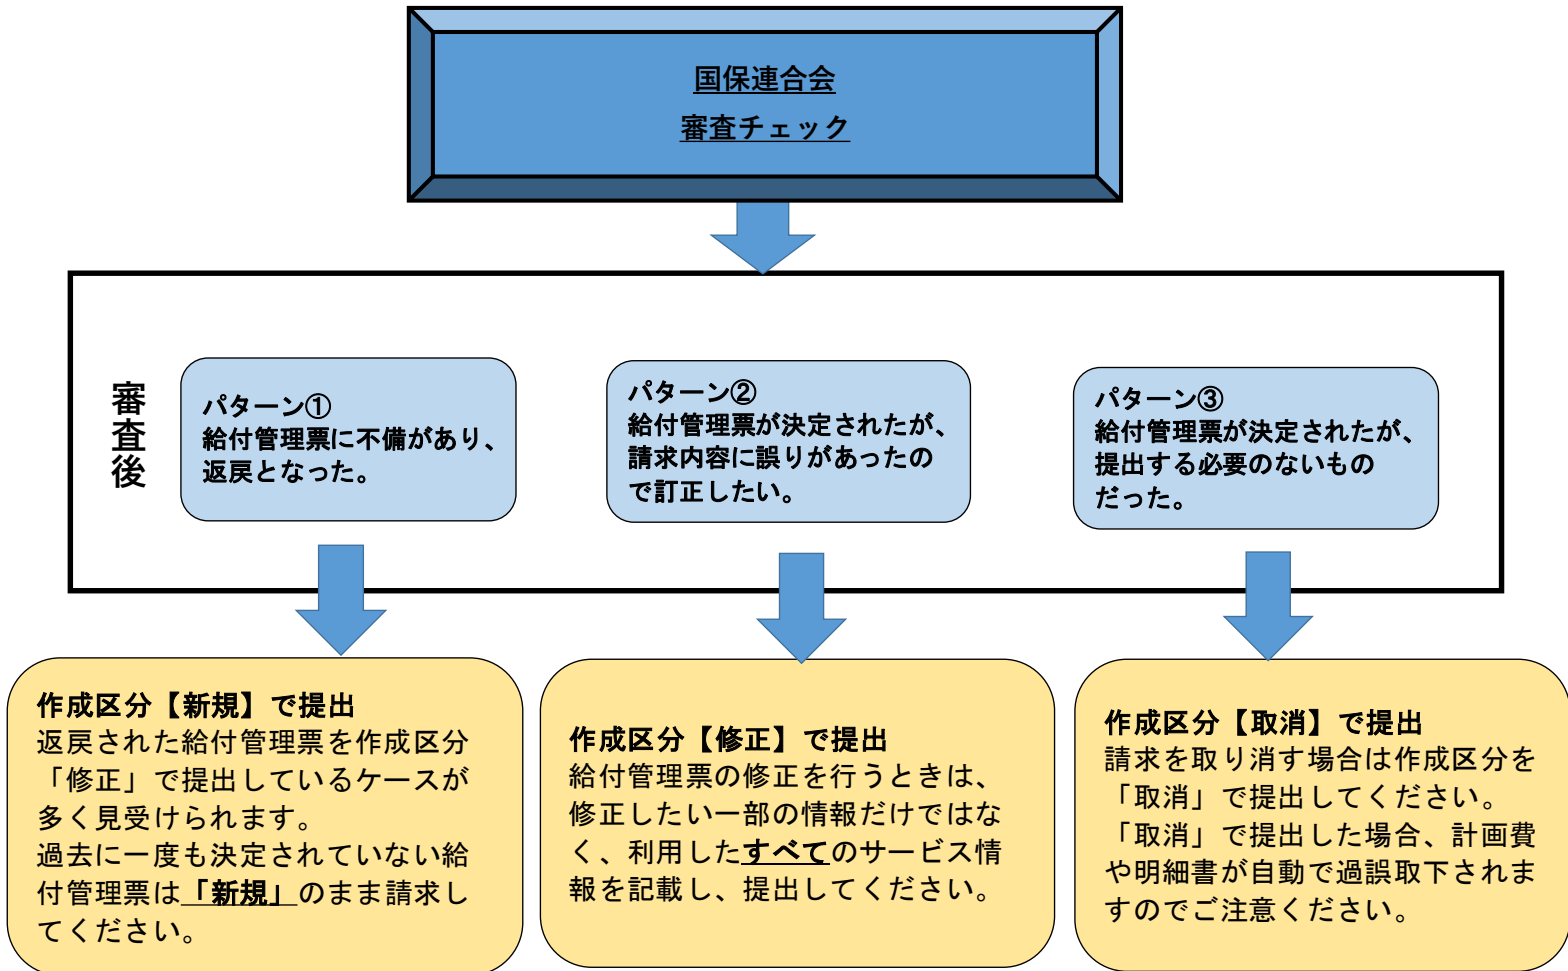 国保連合会
審査チェック
審査後
パターン①
給付管理票に不備があり、
返戻となった。
パターン②
給付管理票が決定されたが、
請求内容に誤りがあったの
で訂正したい。
パターン③
給付管理票が決定されたが、
提出する必要のないもの
だった。
作成区分【新規】で提出
返戻された給付管理票を作成区分
「修正」で提出しているケースが
多く見受けられます。
過去に一度も決定されていない給
付管理票は「新規」のまま請求し
てください。
作成区分【修正】で提出
給付管理票の修正を行うときは、
修正したい一部の情報だけではな
く、利用したすべてのサービス情
報を記載し、提出してください。
作成区分【取消】で提出
請求を取り消す場合は作成区分を
「取消」で提出してください。
「取消」で提出した場合、計画費
や明細書が自動で過誤取下されま
すのでご注意ください。